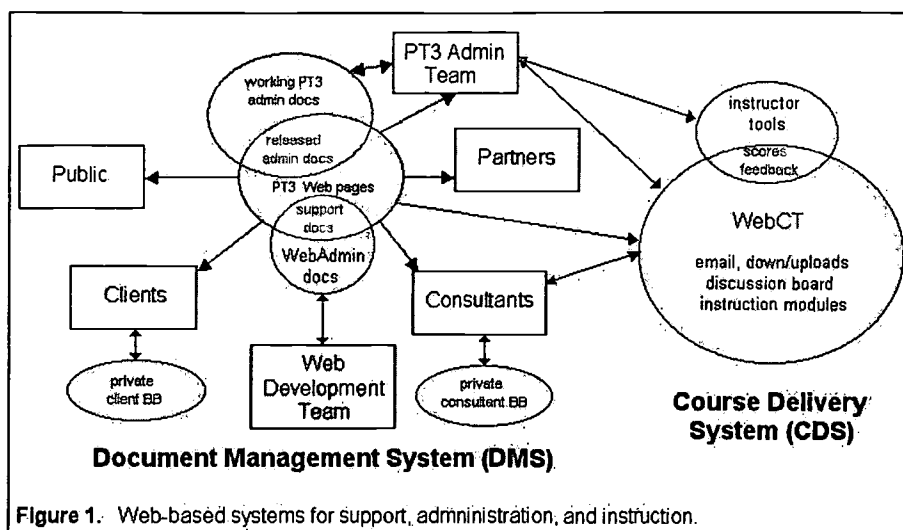 PT3 Admin
Team
working PT3
admin docs
instructor
tools
released
admin docs
scores
feedback
Public
Partners
PT3 Web pages
support
docs
WebCT
WebAdmin
docs
email, down/uploads
discussion board
instruction modules
Clients
Consultants
private
client BB
Web
Development
Team
private
consultant BB
Course Delivery
System (CDS)
Document Management System (DMS)
Figure 1. Web-based systems for support, admninistration, and instruction.